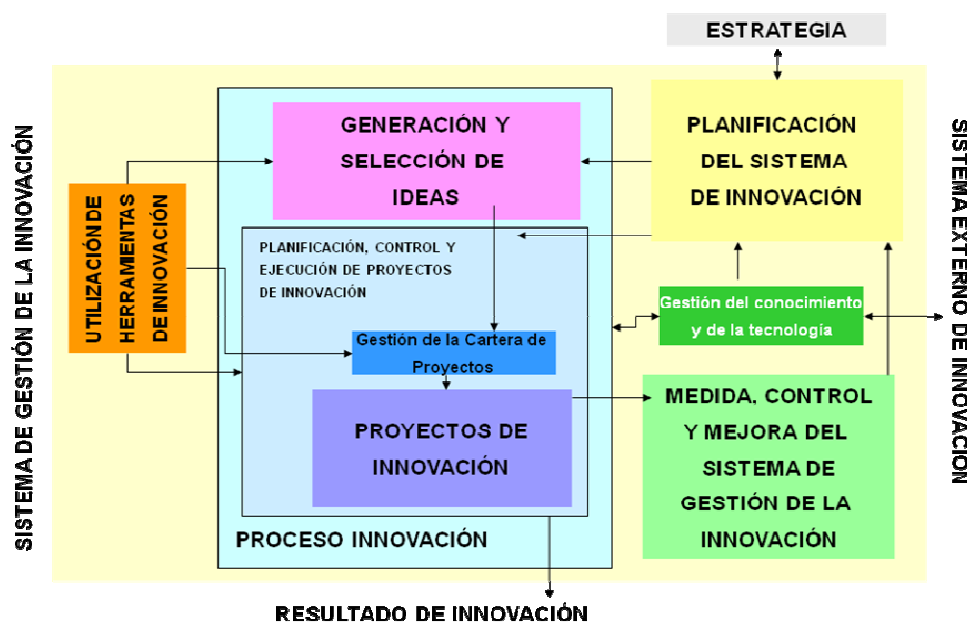 ESTRATEGIA
SISTEMA DE GESTIÓN DE LA INNOVACIÓN
UTILIZACIÓN DE
HERRAMIENTAS
DE INNOVACIÓN
GENERACIÓN Y
SELECCIÓN DE
IDEAS
PLANIFICACIÓN, CONTROL Y
EJECUCIÓN DE PROYECTOS
DE INNOVACIÓN
Gestión de la Cartera de
Proyectos
PROYECTOS DE
INNOVACIÓN
PROCESO INNOVACIÓN
PLANIFICACIÓN
DEL SISTEMA
DE INNOVACIÓN
Gestión del conocimiento
y de la tecnología
MEDIDA, CONTROL
Y MEJORA DEL
SISTEMA DE
GESTIÓN DE LA
INNOVACIÓN
SISTEMA EXTERNO DE INNOVACION
RESULTADO DE INNOVACIÓN